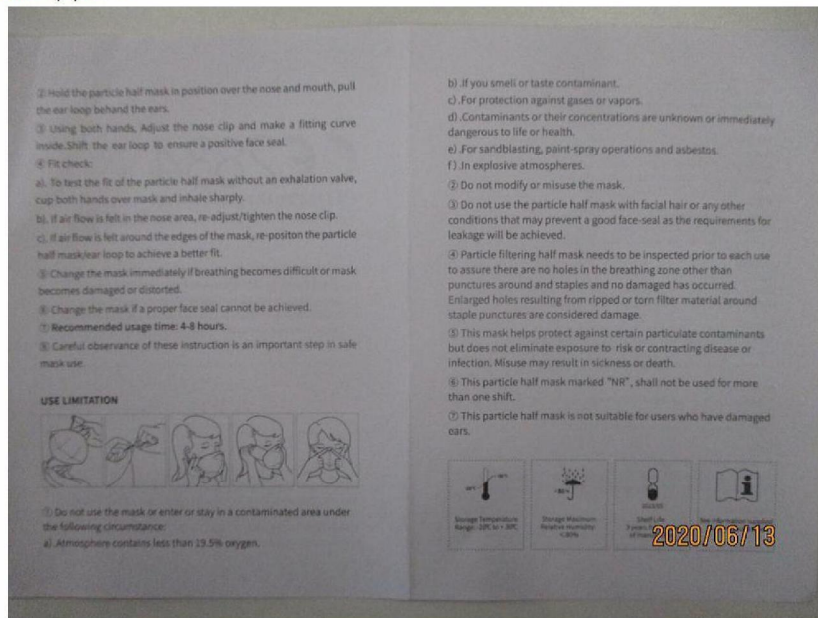 ② Hold the particle half mask in position over the nose and mouth, pull
the ear loop behand the ears.
③ Using both hands, Adjust the nose clip and make a fitting curve
inside.Shift the ear loop to ensure a positive face seal.
④ Fit check:
a). To test the fit of the particle half mask without an exhalation valve,
cup both hands over mask and inhale sharply.
b). If air flow is felt in the nose area, re-adjust/tighten the nose clip.
c). If air flow is felt around the edges of the mask, re-positon the particle
half mask/ear loop to achieve a better fit.
⑤ Change the mask immediately if breathing becomes difficult or mask
becomes damaged or distorted.
⑥ Change the mask if a proper face seal cannot be achieved.
⑦ Recommended usage time: 4-8 hours.
⑧ Careful observance of these instruction is an important step in safe
mask use.
USE LIMITATION
① Do not use the mask or enter or stay in a contaminated area under
the following circumstance:
a) .Atmosphere contains less than 19.5% oxygen.
b) .If you smell or taste contaminant.
c) .For protection against gases or vapors.
d) .Contaminants or their concentrations are unknown or immediately
dangerous to life or health.
e) .For sandblasting, paint-spray operations and asbestos.
f) .In explosive atmospheres.
② Do not modify or misuse the mask.
③ Do not use the particle half mask with facial hair or any other
conditions that may prevent a good face-seal as the requirements for
leakage will be achieved.
④ Particle filtering half mask needs to be inspected prior to each use
to assure there are no holes in the breathing zone other than
punctures around and staples and no damaged has occurred.
Enlarged holes resulting from ripped or torn filter material around
staple punctures are considered damage.
⑤ This mask helps protect against certain particulate contaminants
but does not eliminate exposure to risk or contracting disease or
infection. Misuse may result in sickness or death.
⑥ This particle half mask marked "NR", shall not be used for more
than one shift.
⑦ This particle half mask is not suitable for users who have damaged
ears.
Storage Temperature
Storage Maximum
Relative Humidity
<80%
Shelf Life
2020/06/13